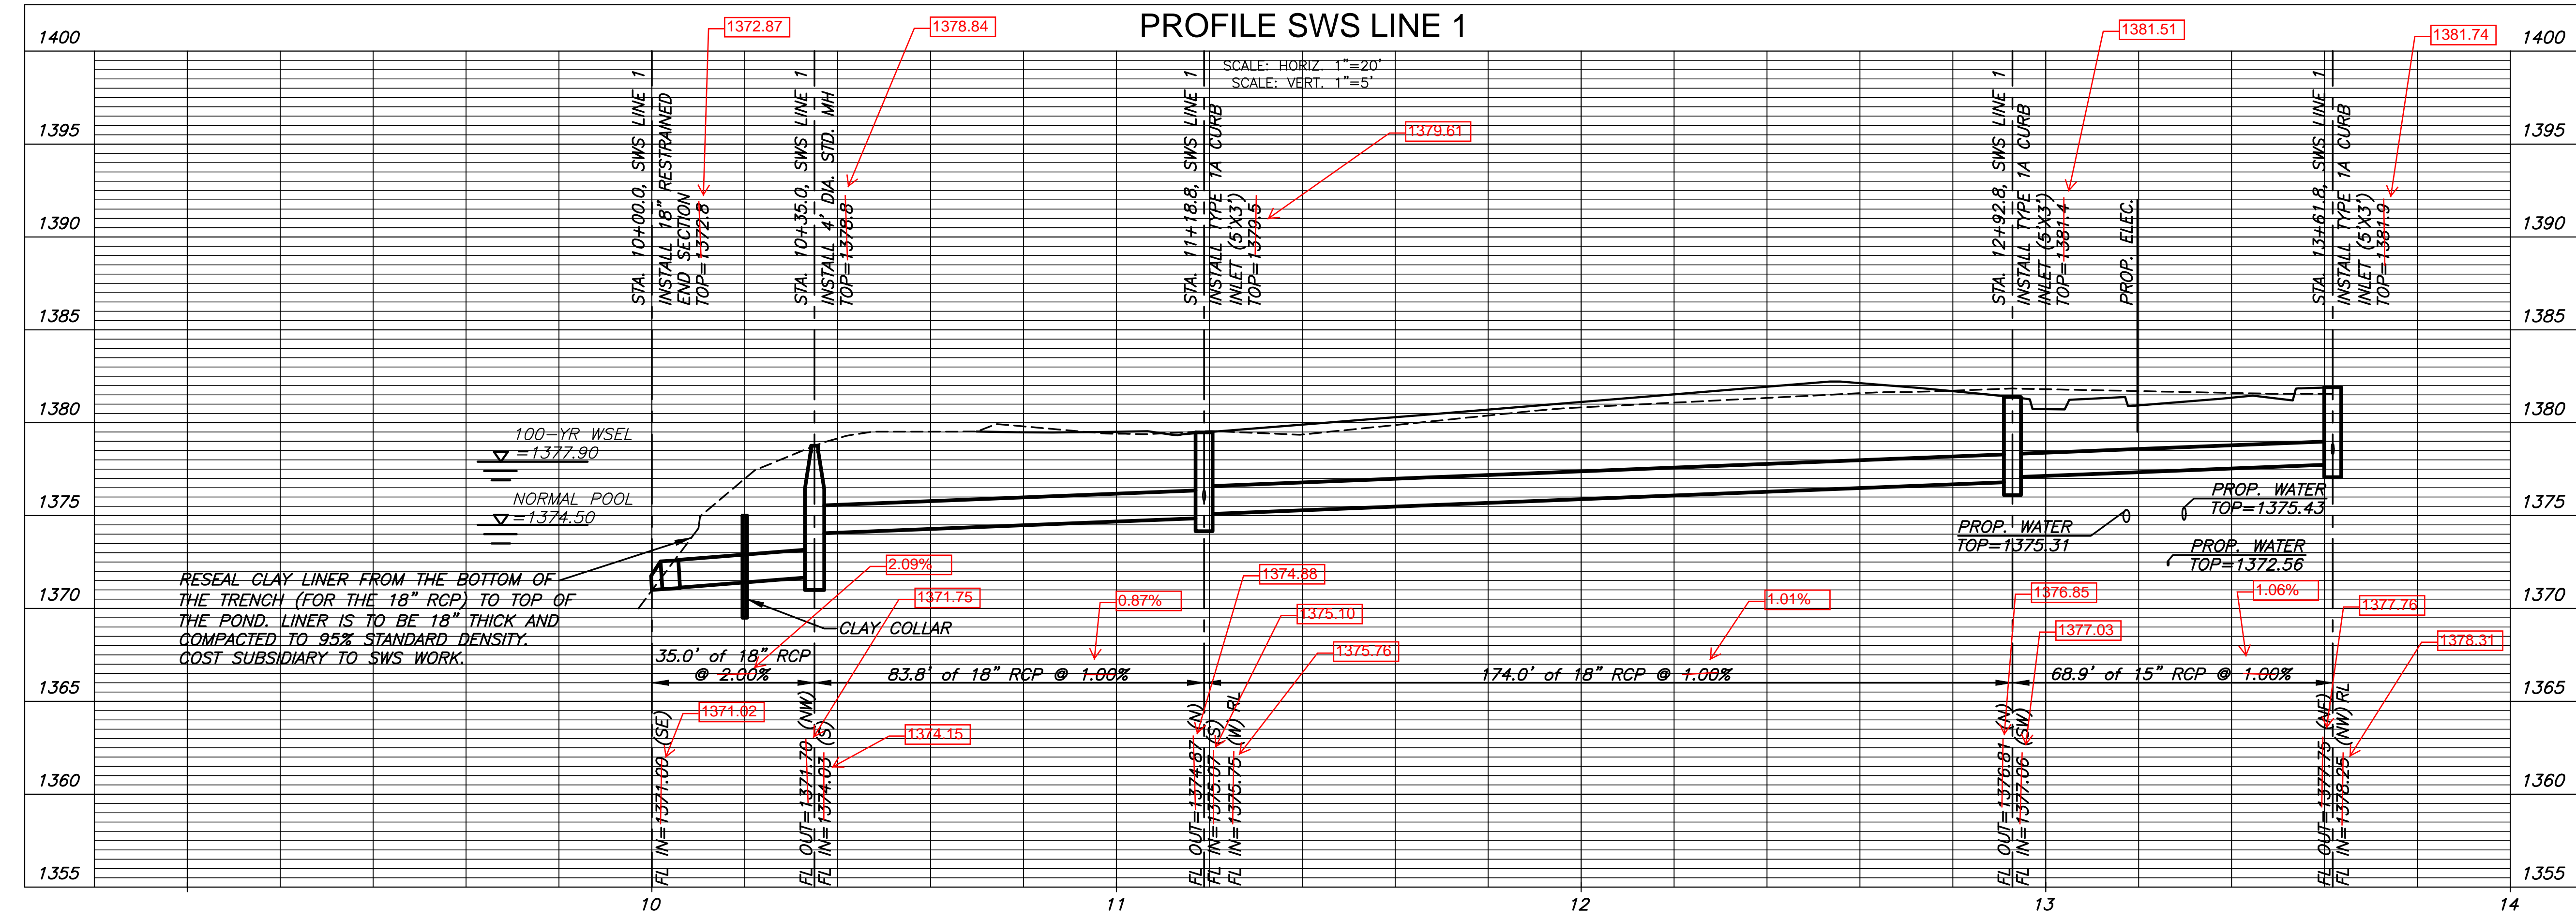 PROFILE SWS LINE 1
SCALE: HORIZ. 1"=20'
SCALE: VERT. 1"=5'
1400
1395
1390
1385
1380
1375
1370
1365
1360
1355
1400
1395
1390
1385
1380
1375
1370
1365
1360
1355
1372.87
1378.84
1379.61
1381.51
1381.74
STA. 10+00.0, SWS LINE 1
INSTALL 18" RESTRAINED
END SECTION
TOP=1372.8
STA. 10+35.0, SWS LINE 1
INSTALL 4' DIA. STD. MH
TOP=1378.8
STA. 11+18.8, SWS LINE 1
INSTALL TYPE 1A CURB
INLET (5'X3')
TOP=1379.5
STA. 12+92.8, SWS LINE 1
INSTALL TYPE 1A CURB
INLET (5'X3')
TOP=1381.4
PROP. ELEC.
STA. 13+61.8, SWS LINE 1
INSTALL TYPE 1A CURB
INLET (5'X3')
TOP=1381.9
100-YR WSEL
=1377.90
NORMAL POOL
=1374.50
RESEAL CLAY LINER FROM THE BOTTOM OF
THE TRENCH (FOR THE 18" RCP) TO TOP OF
THE POND. LINER IS TO BE 18" THICK AND
COMPACTED TO 95% STANDARD DENSITY.
COST SUBSIDIARY TO SWS WORK.
CLAY COLLAR
PROP. WATER
TOP=1375.31
PROP. WATER
TOP=1375.43
PROP. WATER
TOP=1372.56
2.09%
1371.75
0.87%
1374.88
1375.10
1375.76
1.01%
1376.85
1377.03
1.06%
1377.76
1378.31
35.0' of 18" RCP
@ 2.00%
83.8' of 18" RCP @ 1.00%
174.0' of 18" RCP @ 1.00%
68.9' of 15" RCP @ 1.00%
1371.02
1374.15
FL IN=1371.00 (SE)
FL OUT=1371.70 (NW)
FL IN=1374.03 (S)
FL OUT=1374.87 (N)
FL IN=1375.07 (S)
FL IN=1375.75 (W) RL
FL OUT=1376.81 (N)
FL IN=1377.06 (SW)
FL OUT=1377.75 (NE)
FL IN=1378.25 (NW) RL
10
11
12
13
14